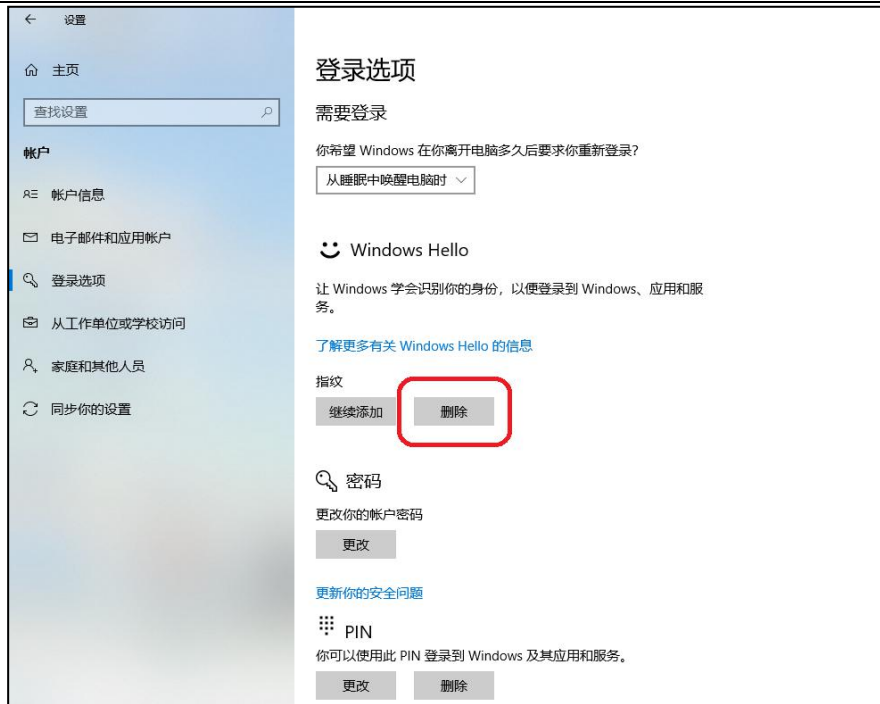 设置
主页
查找设置
帐户
帐户信息
电子邮件和应用帐户
登录选项
从工作单位或学校访问
家庭和其他人员
同步你的设置
登录选项
需要登录
你希望 Windows 在你离开电脑多久后要求你重新登录?
从睡眠中唤醒电脑时
Windows Hello
让 Windows 学会识别你的身份，以便登录到 Windows、应用和服
务。
了解更多有关 Windows Hello 的信息
指纹
继续添加 删除
密码
更改你的帐户密码
更改
更新你的安全问题
PIN
你可以使用此 PIN 登录到 Windows 及其应用和服务。
更改 删除